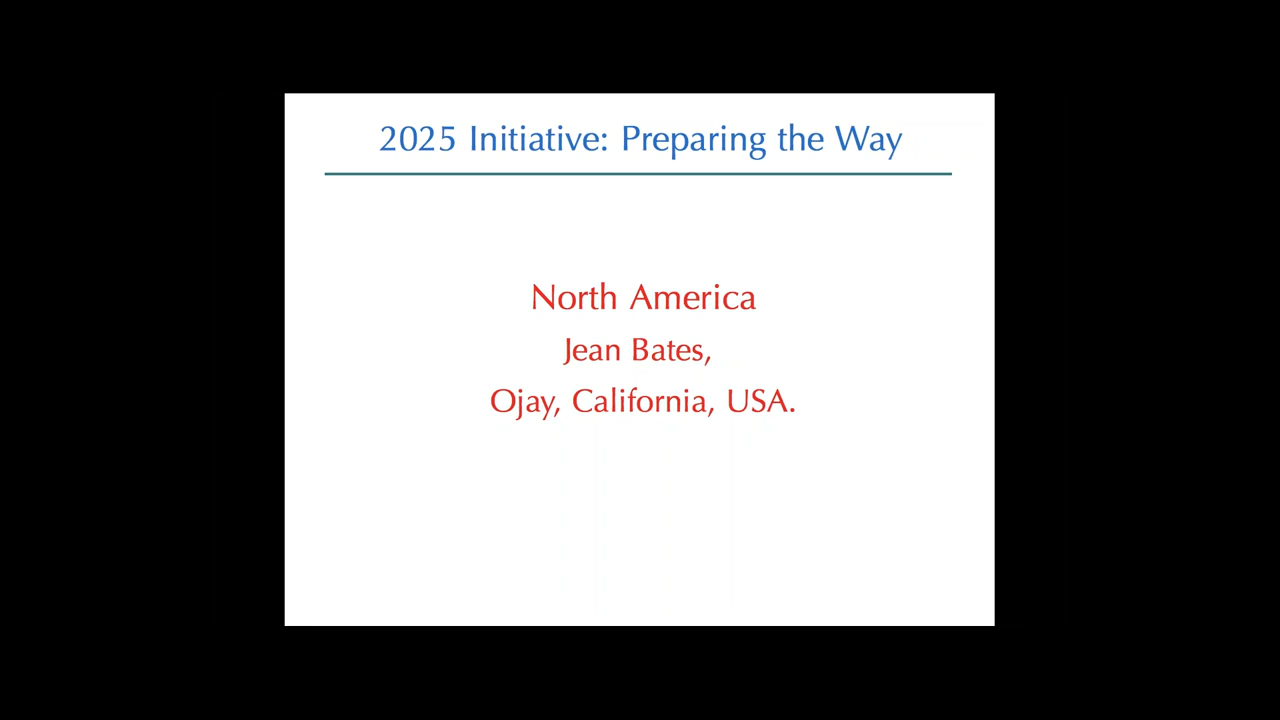 2025 Initiative: Preparing the Way
North America
Jean Bates,
Ojay, California, USA.